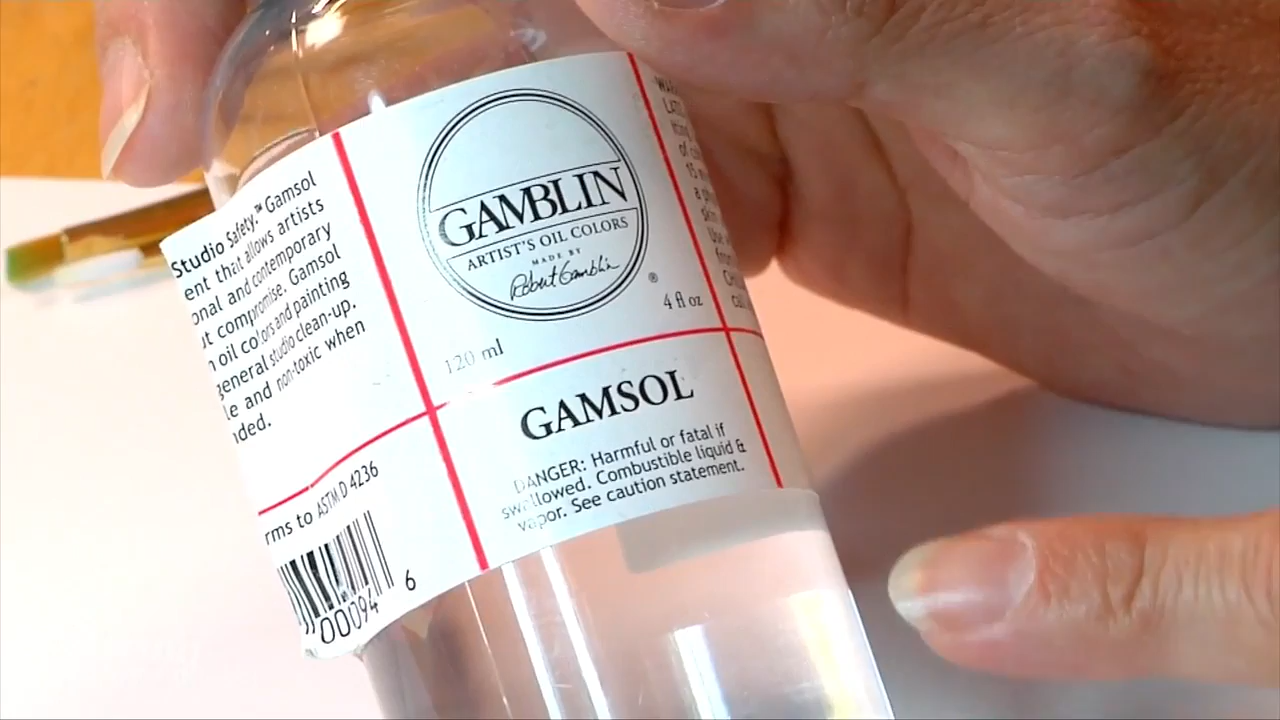 Studio Safety.™ Gamsol
ent that allows artists
onal and contemporary
ut compromise. Gamsol
n oil colors and painting
general studio clean-up.
le and non-toxic when
nded.
rms to ASTM D 4236
00094 6
GAMBLIN
ARTIST'S OIL COLORS
MADE BY
Robert Gamblin
®
120 ml
4 fl oz
GAMSOL
DANGER: Harmful or fatal if
swallowed. Combustible liquid &
vapor. See caution statement.
of
15
a